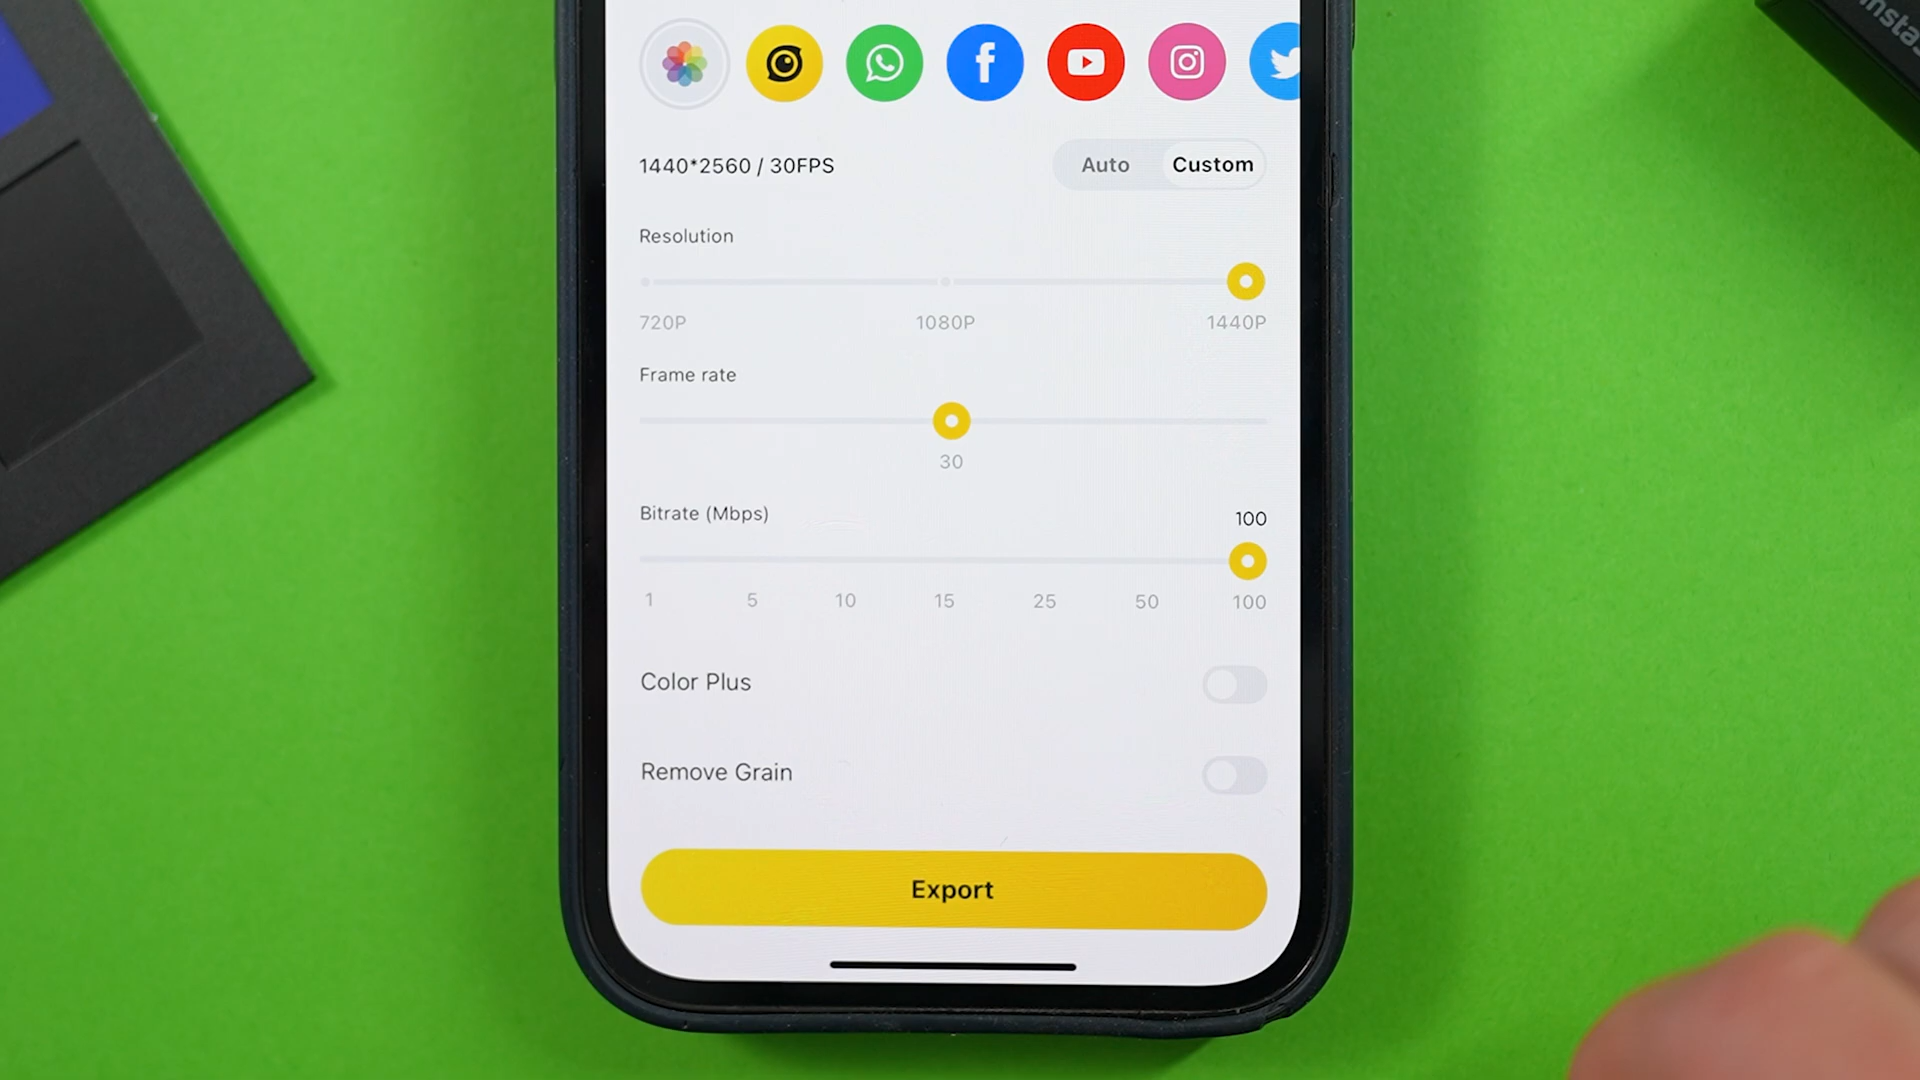 1440*2560 / 30FPS
Auto
Custom
Resolution
720P
1080P
1440P
Frame rate
30
Bitrate (Mbps)
100
1
5
10
15
25
50
100
Color Plus
Remove Grain
Export